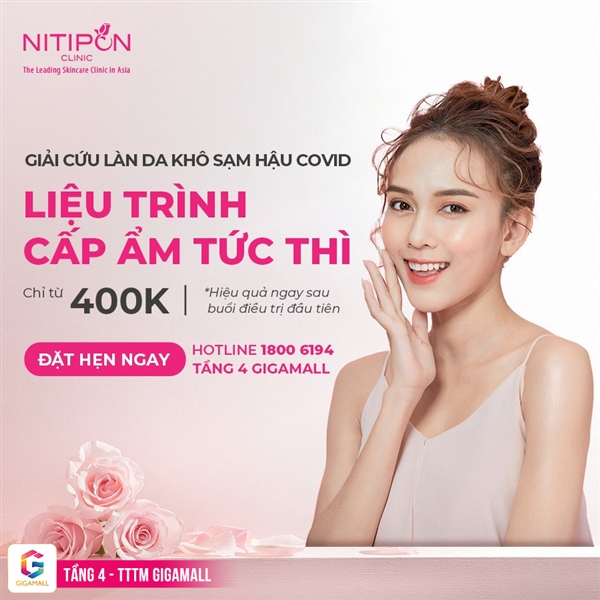 NITIPON
CLINIC
The Leading Skincare Clinic in Asia
GIẢI CỨU LÀN DA KHÔ SẠM HẬU COVID
LIỆU TRÌNH
CẤP ẨM TỨC THÌ
Chỉ từ 400K | *Hiệu quả ngay sau
buổi điều trị đầu tiên
ĐẶT HẸN NGAY
HOTLINE 1800 6194
TẦNG 4 GIGAMALL
GIGAMALL
TẦNG 4 - TTTM GIGAMALL